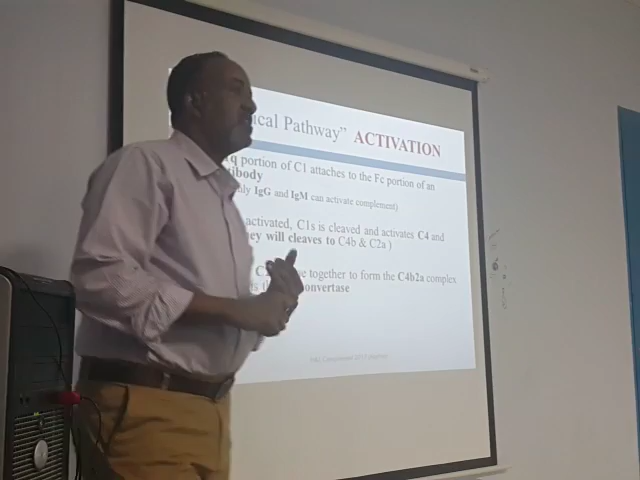 ical Pathway" ACTIVATION
q portion of C1 attaches to the Fc portion of an
tibody
nly IgG and IgM can activate complement)
activated, C1s is cleaved and activates C4 and
ey will cleaves to C4b & C2a )
together to form the C4b2a complex
onvertase